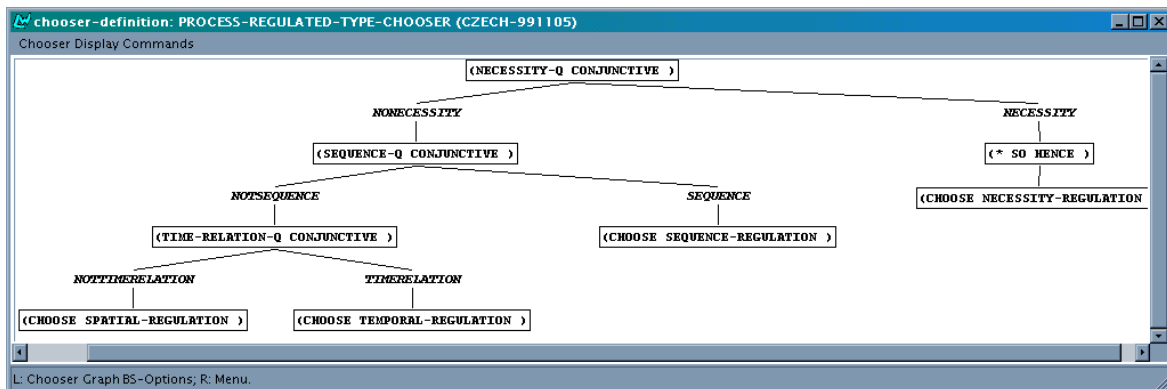 chooser-definition: PROCESS-REGULATED-TYPE-CHOOSER (CZECH-991105)
Chooser Display Commands
(NECESSITY-Q CONJUNCTIVE )
NONECESSITY NECESSITY
(SEQUENCE-Q CONJUNCTIVE ) (* SO HENCE )
NOTSEQUENCE SEQUENCE (CHOOSE NECESSITY-REGULATION
(TIME-RELATION-Q CONJUNCTIVE ) (CHOOSE SEQUENCE-REGULATION )
NOTTIMERELATION TIMERELATION
(CHOOSE SPATIAL-REGULATION ) (CHOOSE TEMPORAL-REGULATION )
L: Chooser Graph BS-Options; R: Menu.